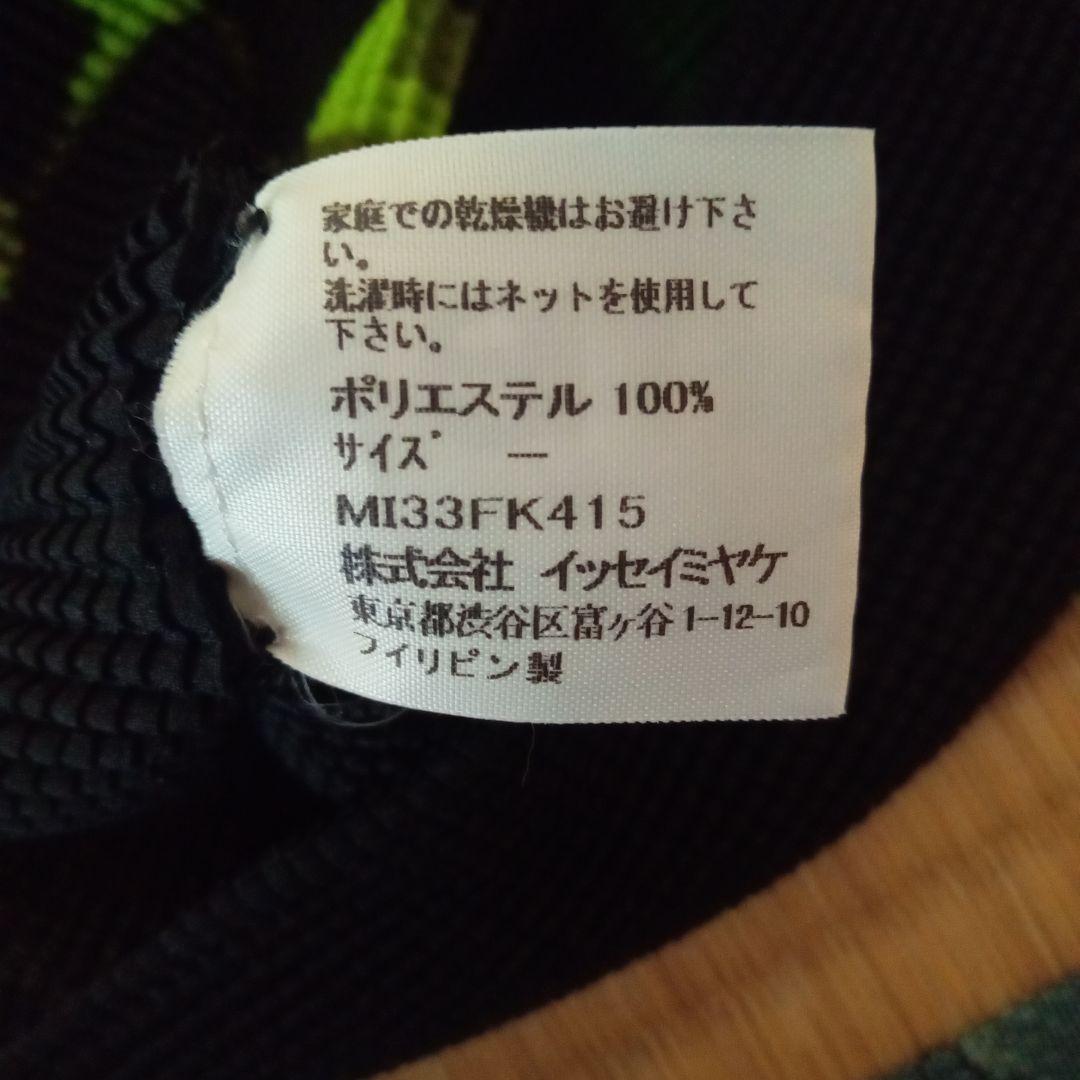 家庭での乾燥機はお避け下さ
い。
洗濯時にはネットを使用して
下さい。
ポリエステル 100%
サイズ ―
MI33FK415
株式会社 イッセイミヤケ
東京都渋谷区富ヶ谷1-12-10
フィリピン製